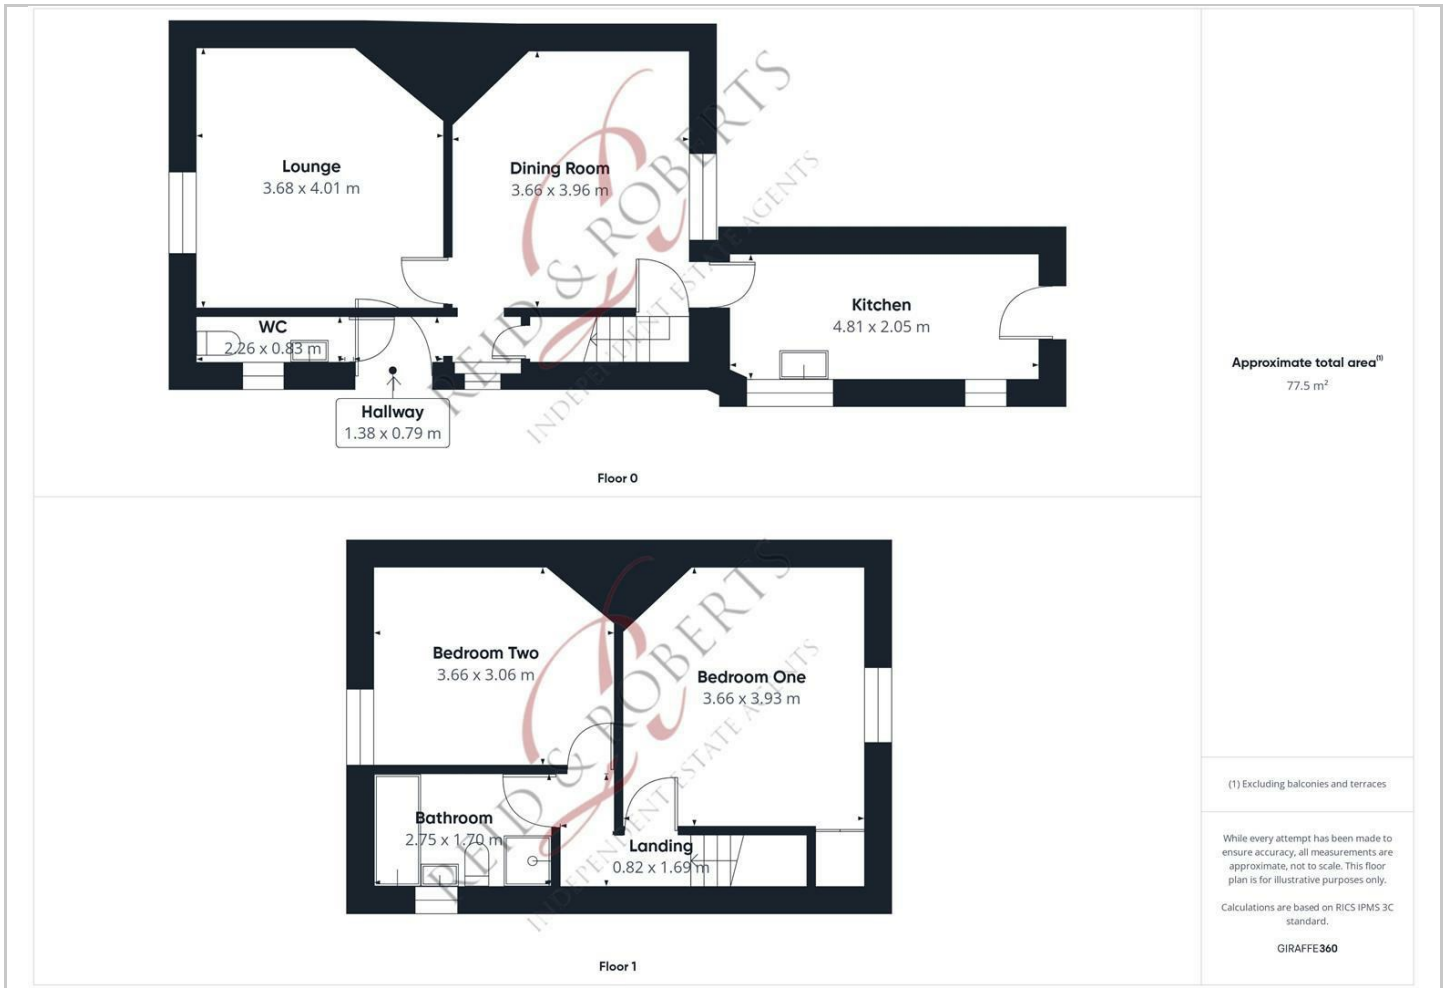 Lounge
3.68 x 4.01 m
Dining Room
3.66 x 3.96 m
Kitchen
4.81 x 2.05 m
WC
2.26 x 0.83 m
Hallway
1.38 x 0.79 m
Floor 0
REID & ROBERTS
INDEPENDENT ESTATE AGENTS
Approximate total area(1)
77.5 m²
Bedroom Two
3.66 x 3.06 m
Bedroom One
3.66 x 3.93 m
Bathroom
2.75 x 1.70 m
Landing
0.82 x 1.69 m
Floor 1
REID & ROBERTS
INDEPENDENT ESTATE AGENTS
(1) Excluding balconies and terraces
While every attempt has been made to
ensure accuracy, all measurements are
approximate, not to scale. This floor
plan is for illustrative purposes only.
Calculations are based on RICS IPMS 3C
standard.
GIRAFFE360